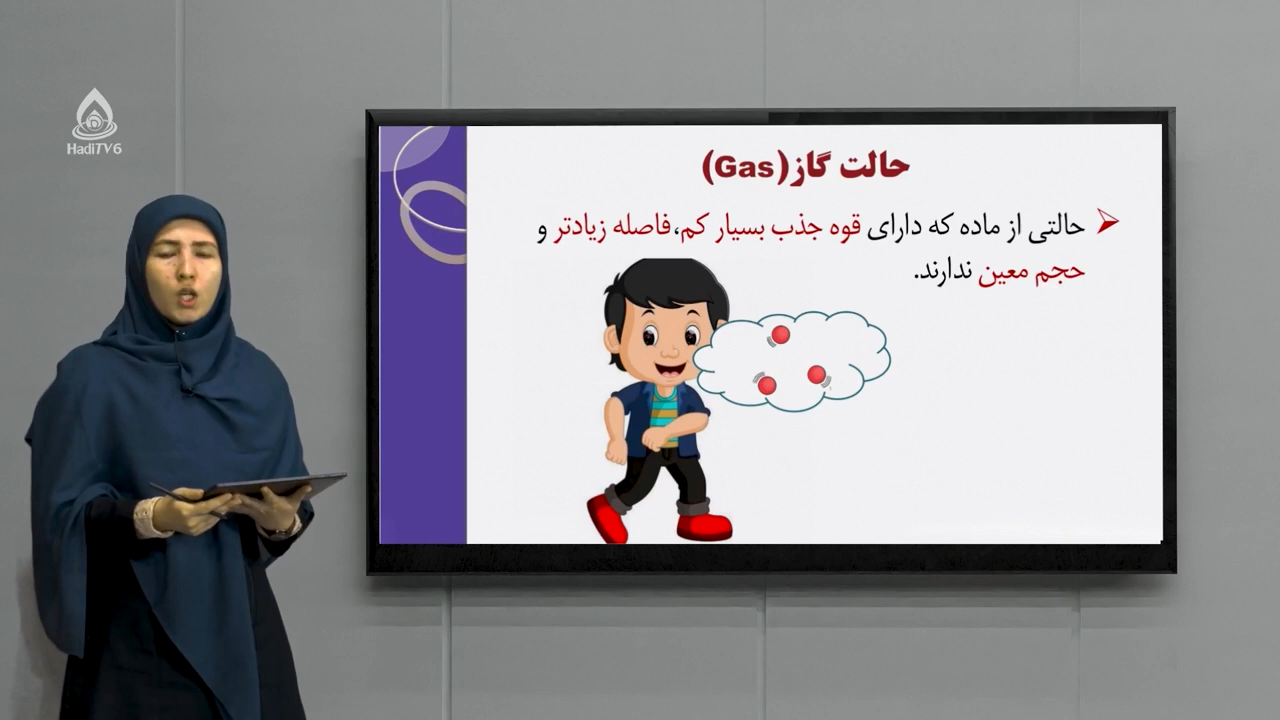 HadiTV6
حالت گاز(Gas)
حالتی از ماده که دارای قوه جذب بسیار کم،فاصله زیادتر و
حجم معین ندارند.